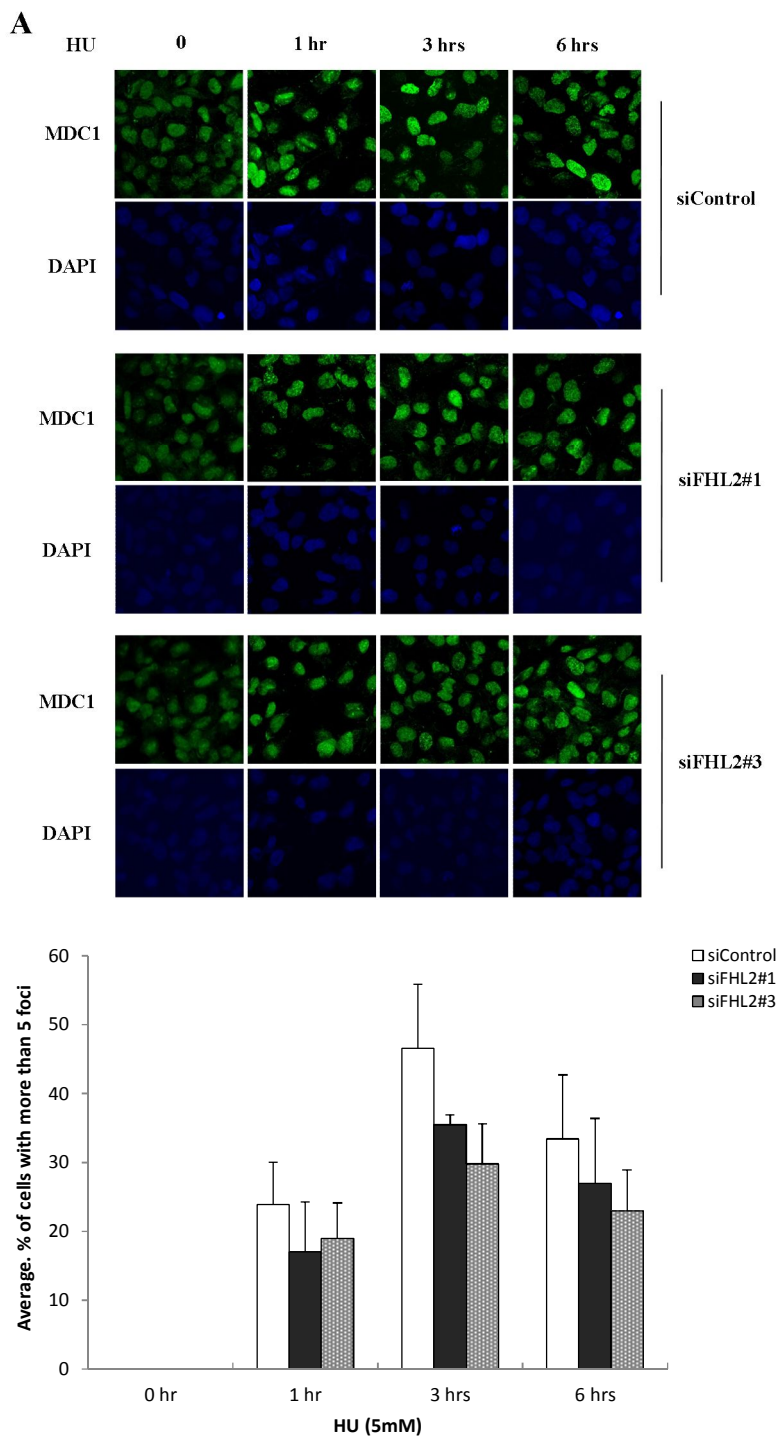 A
HU 0 1 hr 3 hrs 6 hrs
MDC1
siControl
DAPI
MDC1
siFHL2#1
DAPI
MDC1
siFHL2#3
DAPI
siControl
siFHL2#1
siFHL2#3
Average. % of cells with more than 5 foci
60
50
40
30
20
10
0
0 hr 1 hr 3 hrs 6 hrs
HU (5mM)